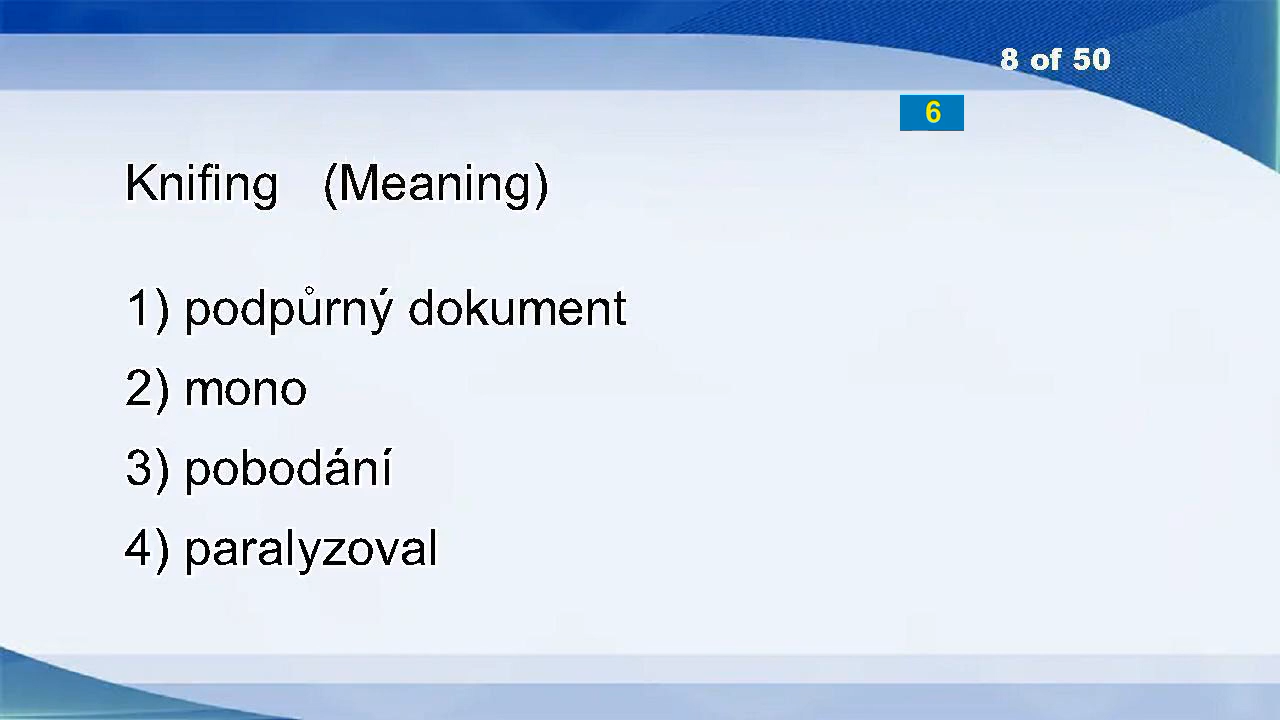 8 of 50
6
Knifing (Meaning)
1) podpůrný dokument
2) mono
3) pobodání
4) paralyzoval